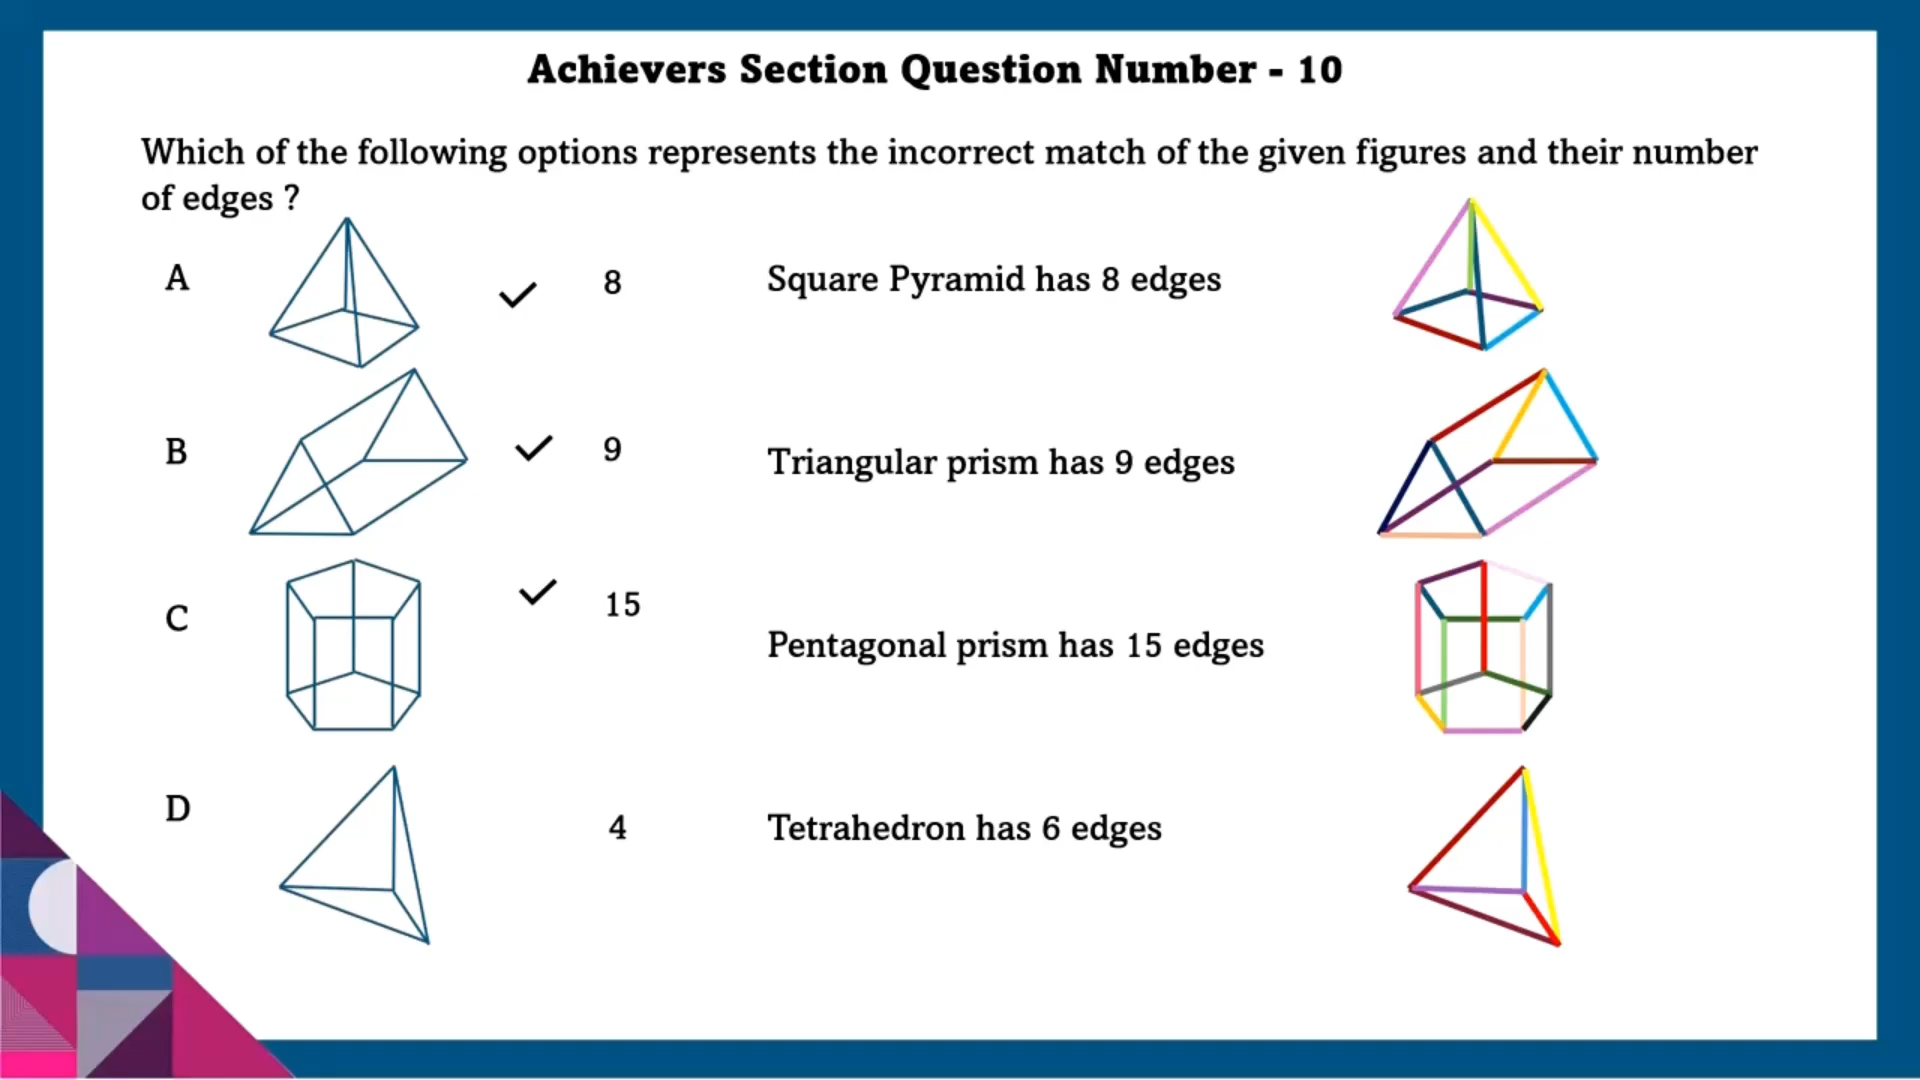 Achievers Section Question Number - 10
Which of the following options represents the incorrect match of the given figures and their number
of edges ?
A 8 Square Pyramid has 8 edges
B 9 Triangular prism has 9 edges
C 15 Pentagonal prism has 15 edges
D 4 Tetrahedron has 6 edges